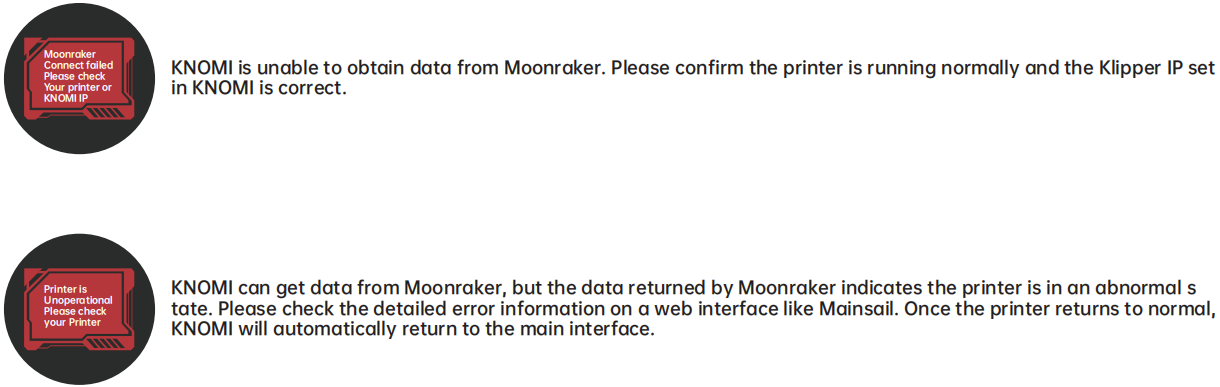 Moonraker
Connect failed
Please check
Your printer or
KNOMI IP
KNOMI is unable to obtain data from Moonraker. Please confirm the printer is running normally and the Klipper IP set
in KNOMI is correct.
Printer is
Unoperational
Please check
your Printer
KNOMI can get data from Moonraker, but the data returned by Moonraker indicates the printer is in an abnormal s
tate. Please check the detailed error information on a web interface like Mainsail. Once the printer returns to normal,
KNOMI will automatically return to the main interface.